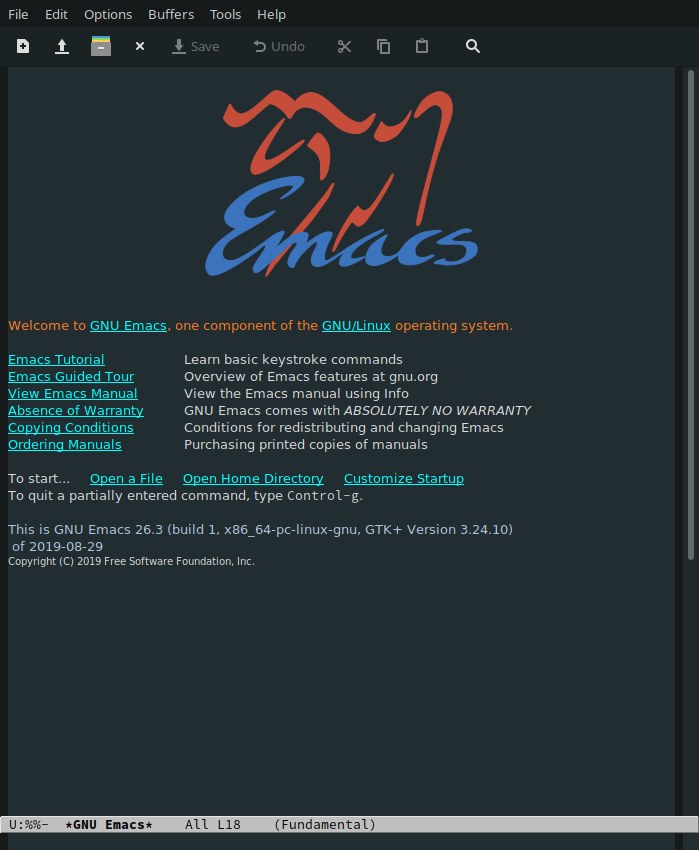 File Edit Options Buffers Tools Help
Save Undo
Emacs
Welcome to GNU Emacs, one component of the GNU/Linux operating system.
Emacs Tutorial Learn basic keystroke commands
Emacs Guided Tour Overview of Emacs features at gnu.org
View Emacs Manual View the Emacs manual using Info
Absence of Warranty GNU Emacs comes with ABSOLUTELY NO WARRANTY
Copying Conditions Conditions for redistributing and changing Emacs
Ordering Manuals Purchasing printed copies of manuals
To start... Open a File Open Home Directory Customize Startup
To quit a partially entered command, type Control-g.
This is GNU Emacs 26.3 (build 1, x86_64-pc-linux-gnu, GTK+ Version 3.24.10)
of 2019-08-29
Copyright (C) 2019 Free Software Foundation, Inc.
U:%%- *GNU Emacs* All L18 (Fundamental)